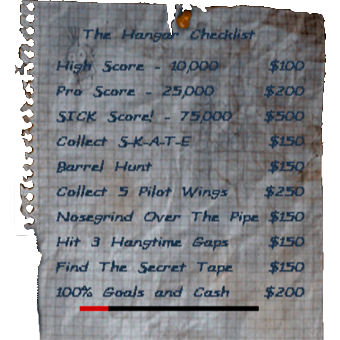 The Hangar Checklist
High Score - 10,000 $100
Pro Score - 25,000 $200
SICK Score! - 75,000 $500
Collect S-K-A-T-E $150
Barrel Hunt $150
Collect 5 Pilot Wings $250
Nosegrind Over The Pipe $150
Hit 3 Hangtime Gaps $150
Find The Secret Tape $150
100% Goals and Cash $200